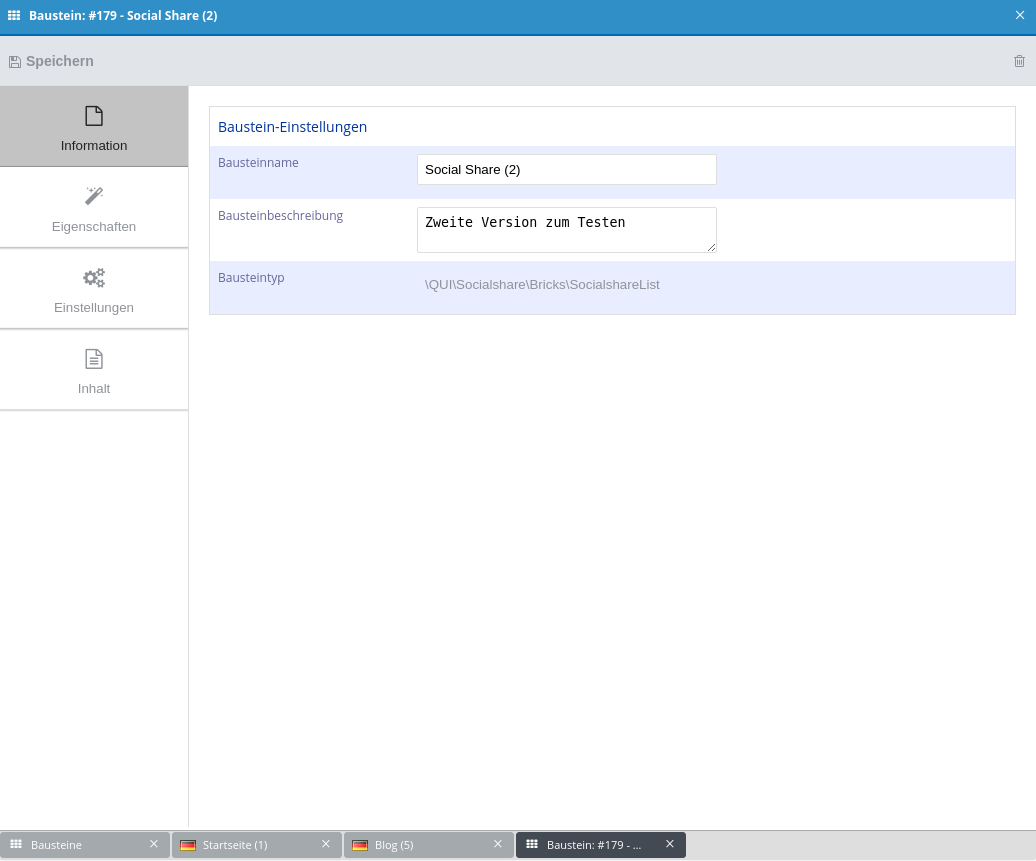 Baustein: #179 - Social Share (2)
Speichern
Information
Eigenschaften
Einstellungen
Inhalt
Baustein-Einstellungen
Bausteinname
Social Share (2)
Bausteinbeschreibung
Zweite Version zum Testen
Bausteintyp
\QUI\Socialshare\Bricks\SocialshareList
Bausteine
Startseite (1)
Blog (5)
Baustein: #179 - ...